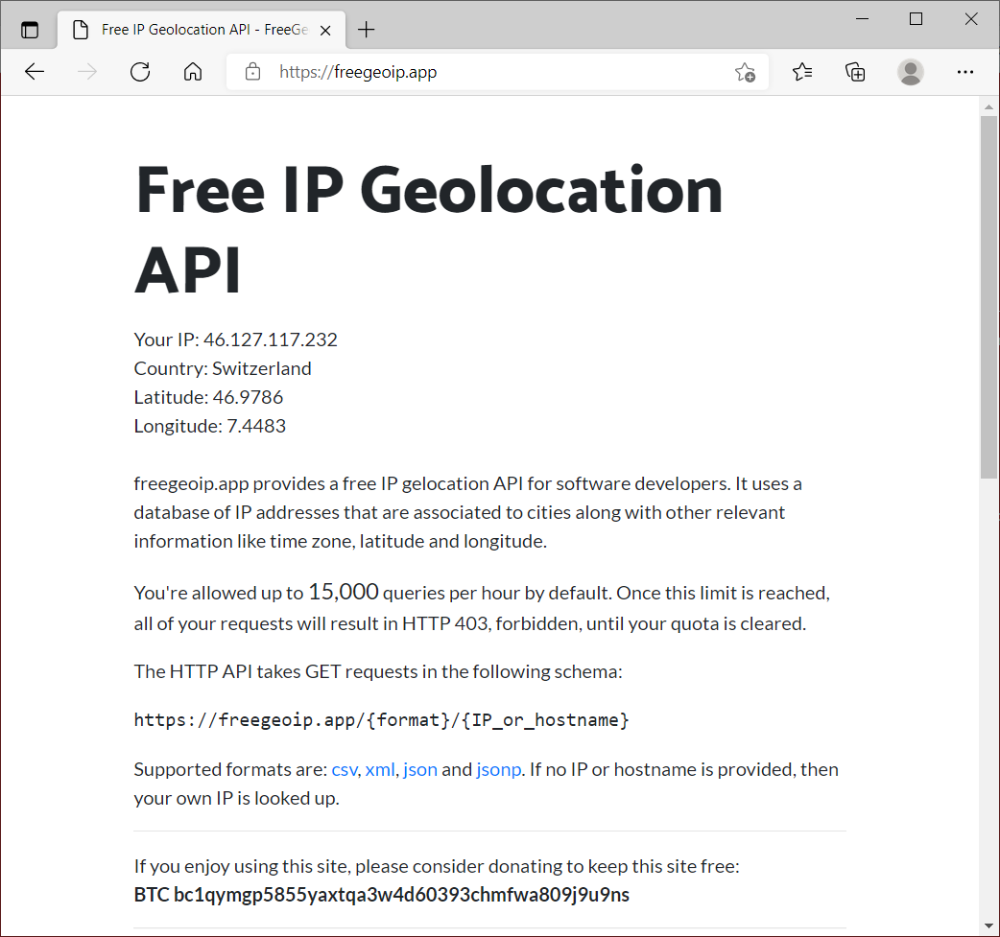 Free IP Geolocation API - FreeGe
https://freegeoip.app
Free IP Geolocation
API
Your IP: 46.127.117.232
Country: Switzerland
Latitude: 46.9786
Longitude: 7.4483
freegeoip.app provides a free IP gelocation API for software developers. It uses a
database of IP addresses that are associated to cities along with other relevant
information like time zone, latitude and longitude.
You're allowed up to 15,000 queries per hour by default. Once this limit is reached,
all of your requests will result in HTTP 403, forbidden, until your quota is cleared.
The HTTP API takes GET requests in the following schema:
https://freegeoip.app/{format}/{IP_or_hostname}
Supported formats are: csv, xml, json and jsonp. If no IP or hostname is provided, then
your own IP is looked up.
If you enjoy using this site, please consider donating to keep this site free:
BTC bc1qymgp5855yaxtqa3w4d60393chmfwa809j9u9ns